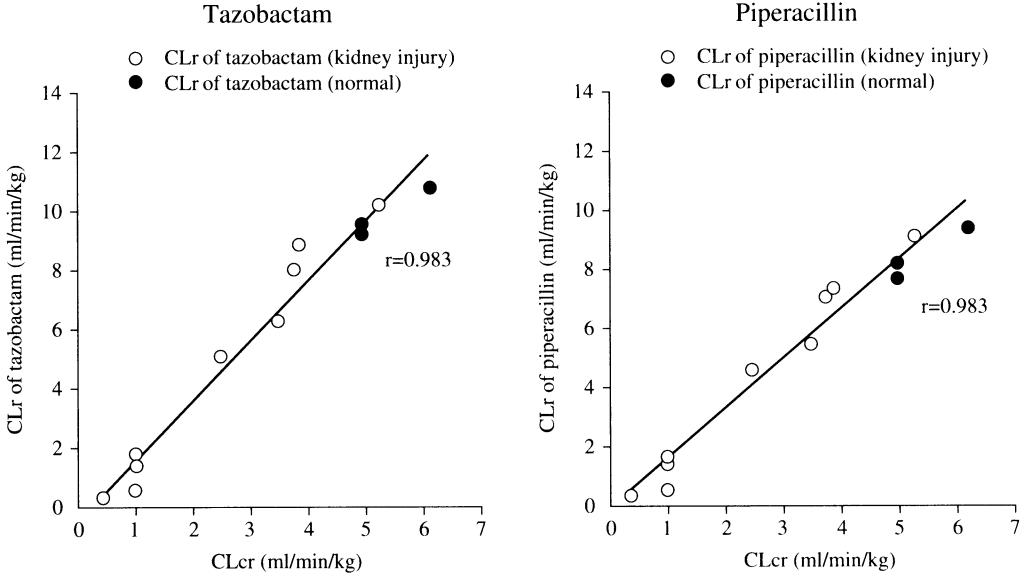 Tazobactam
CLr of tazobactam (kidney injury)
CLr of tazobactam (normal)
14
12
10
8
6
4
2
0
CLr of tazobactam (ml/min/kg)
r=0.983
0 1 2 3 4 5 6 7
CLcr (ml/min/kg)
Piperacillin
CLr of piperacillin (kidney injury)
CLr of piperacillin (normal)
14
12
10
8
6
4
2
0
CLr of piperacillin (ml/min/kg)
r=0.983
0 1 2 3 4 5 6 7
CLcr (ml/min/kg)